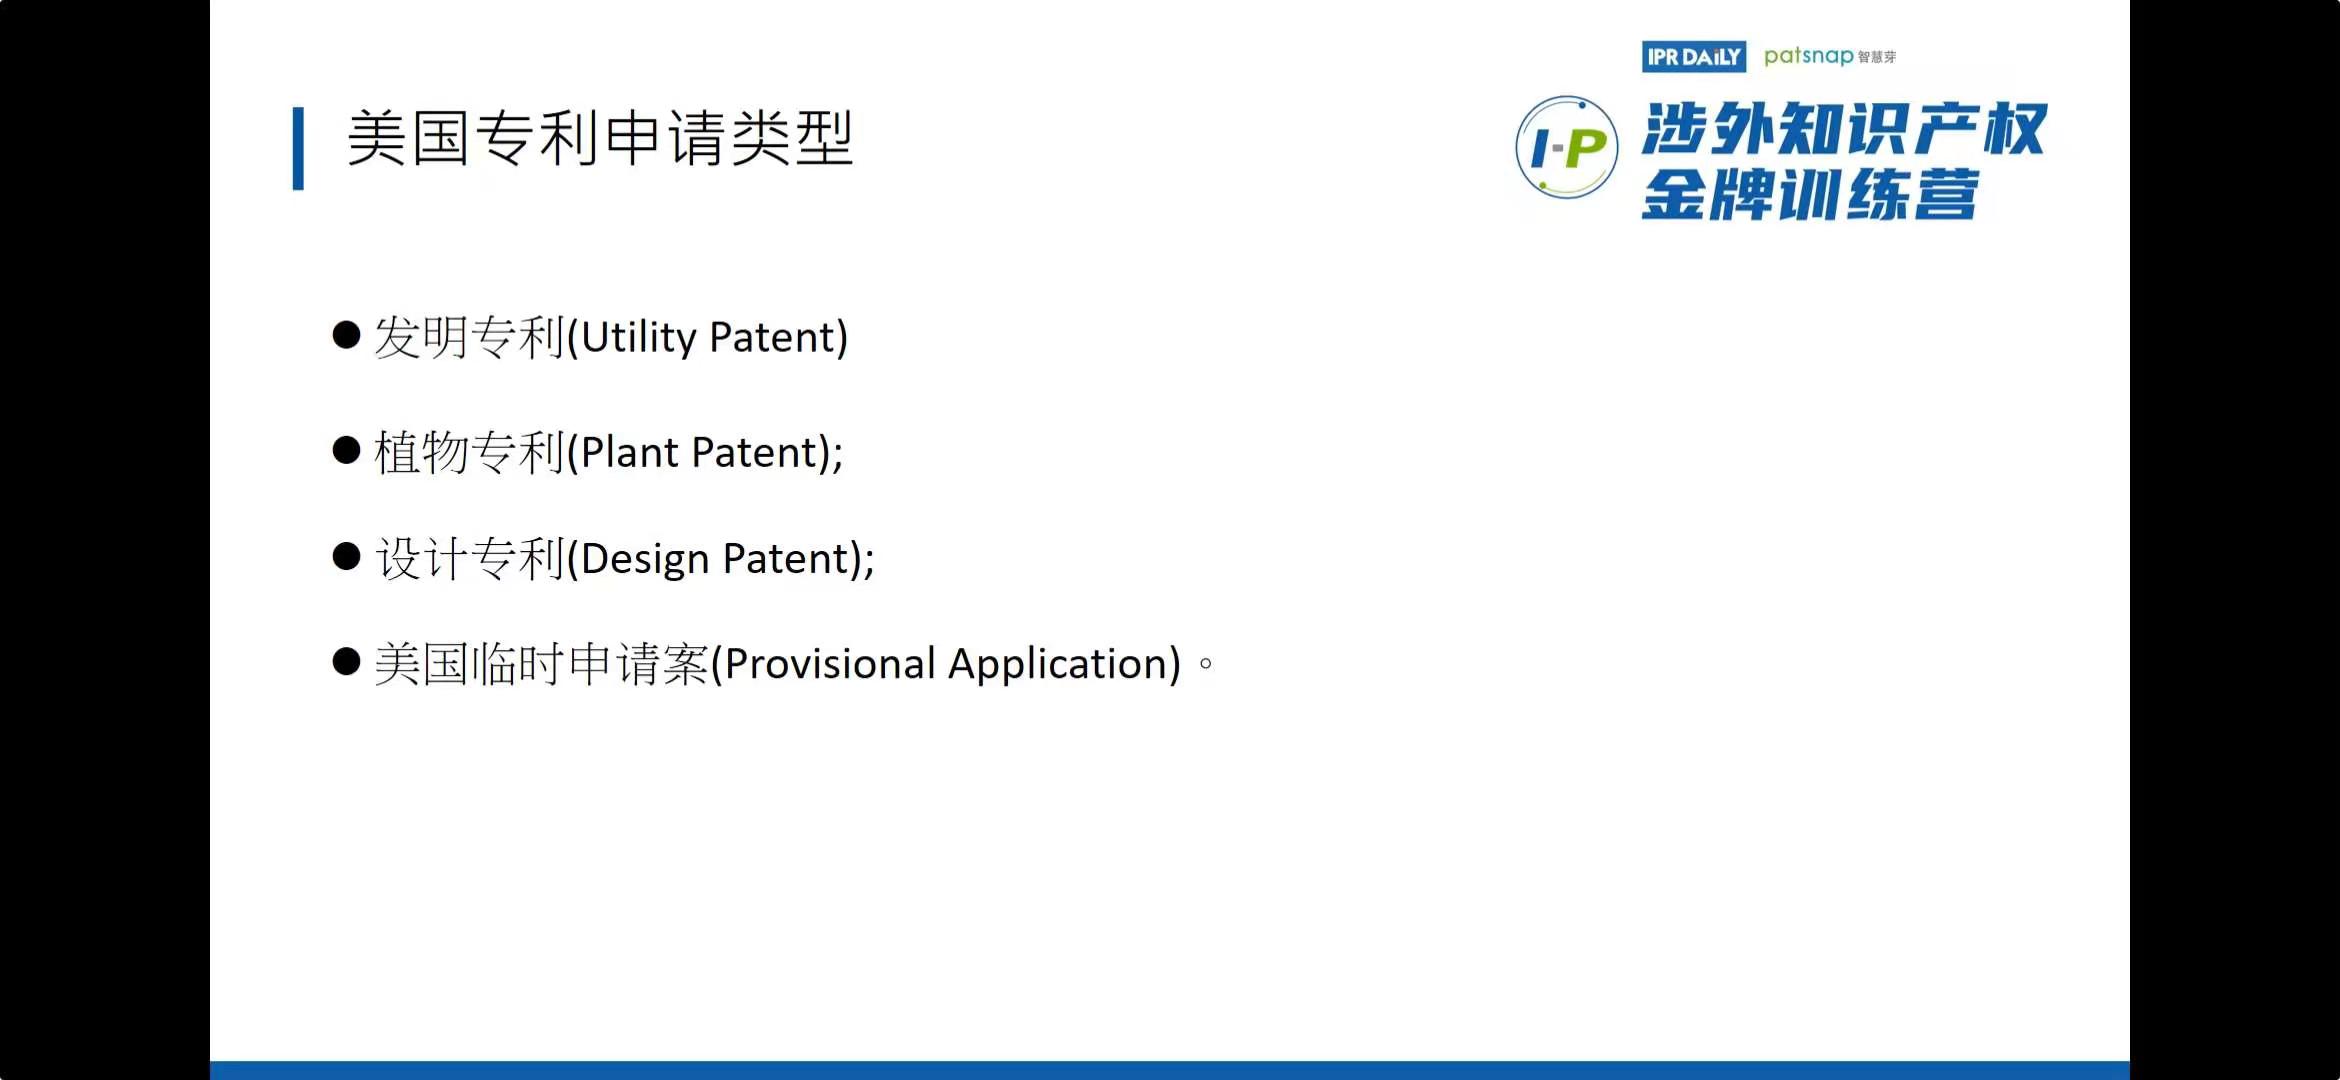 IPR DAiLY patsnap 智慧芽
美国专利申请类型
I-P 涉外知识产权
金牌训练营
● 发明专利(Utility Patent)
● 植物专利(Plant Patent);
● 设计专利(Design Patent);
● 美国临时申请案(Provisional Application)。